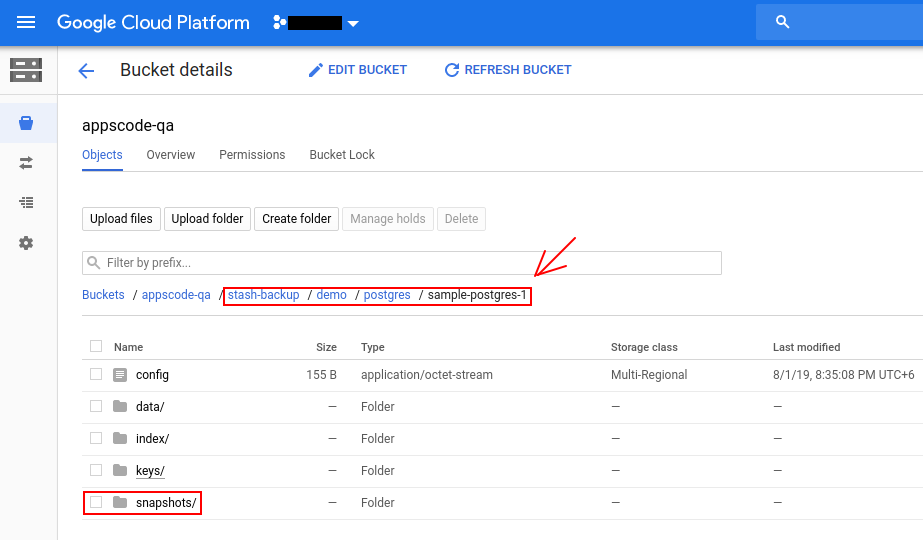 Google Cloud Platform
Bucket details EDIT BUCKET REFRESH BUCKET
appscode-qa
Objects Overview Permissions Bucket Lock
Upload files Upload folder Create folder Manage holds Delete
Filter by prefix...
Buckets / appscode-qa / stash-backup / demo / postgres / sample-postgres-1
Name Size Type Storage class Last modified
config 155 B application/octet-stream Multi-Regional 8/1/19, 8:35:08 PM UTC+6
data/ — Folder — —
index/ — Folder — —
keys/ — Folder — —
snapshots/ — Folder — —